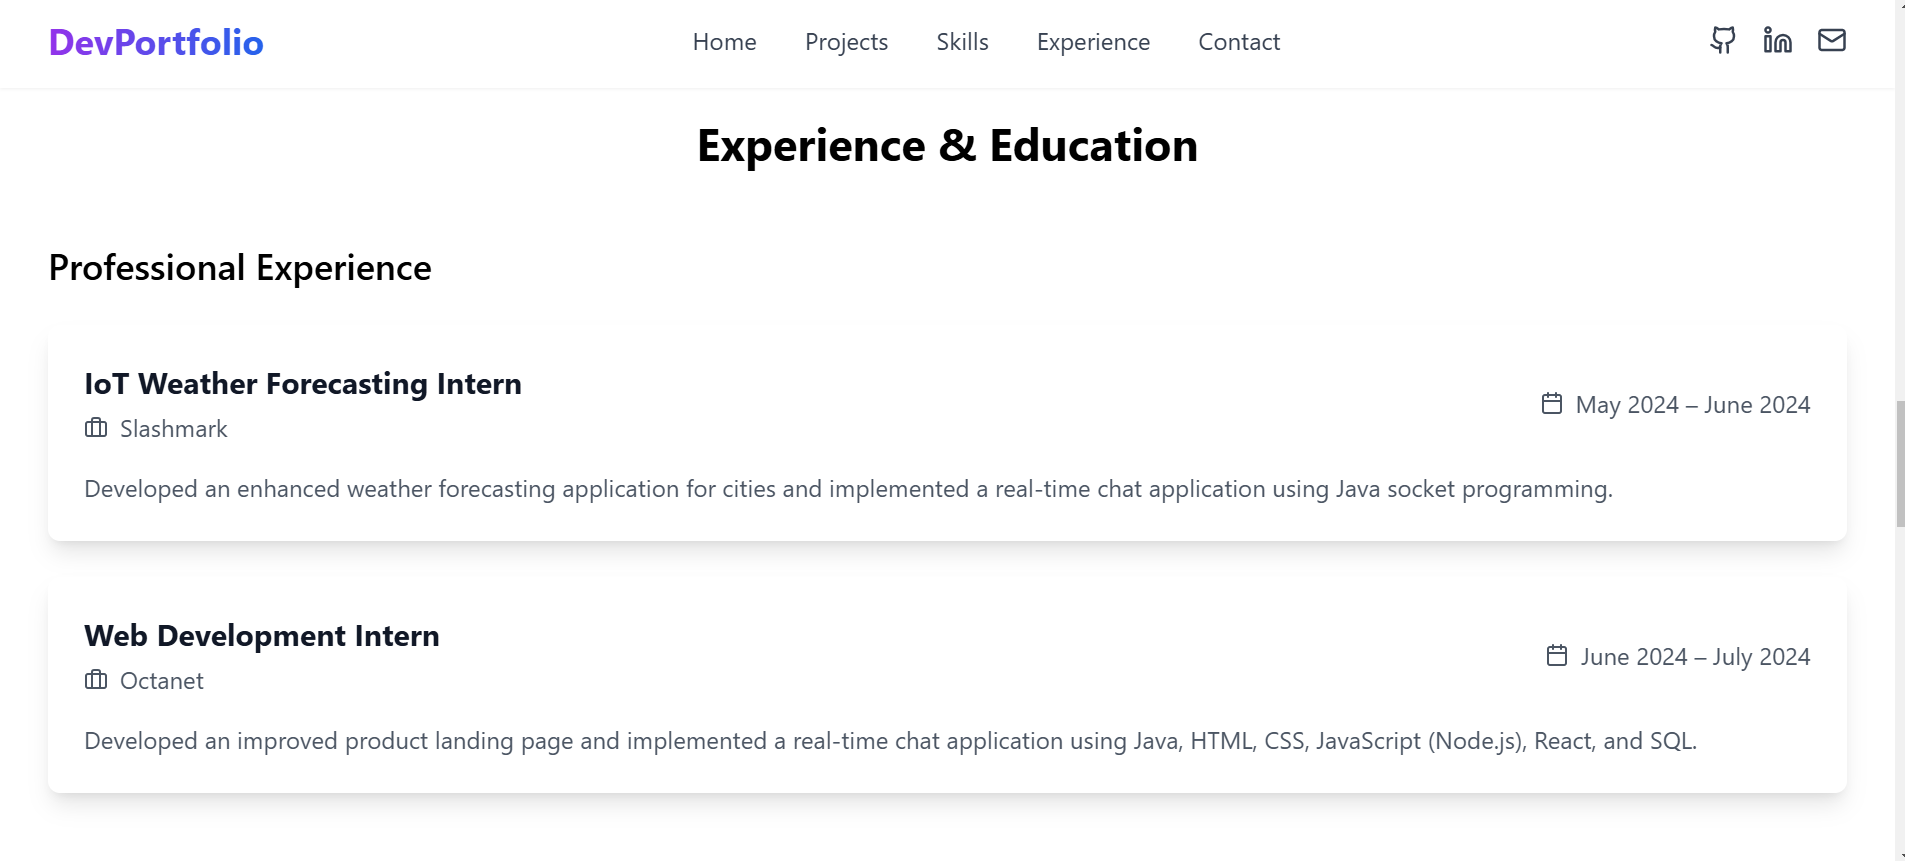 DevPortfolio
Home Projects Skills Experience Contact
Experience & Education
Professional Experience
IoT Weather Forecasting Intern
Slashmark
May 2024 – June 2024
Developed an enhanced weather forecasting application for cities and implemented a real-time chat application using Java socket programming.
Web Development Intern
Octanet
June 2024 – July 2024
Developed an improved product landing page and implemented a real-time chat application using Java, HTML, CSS, JavaScript (Node.js), React, and SQL.